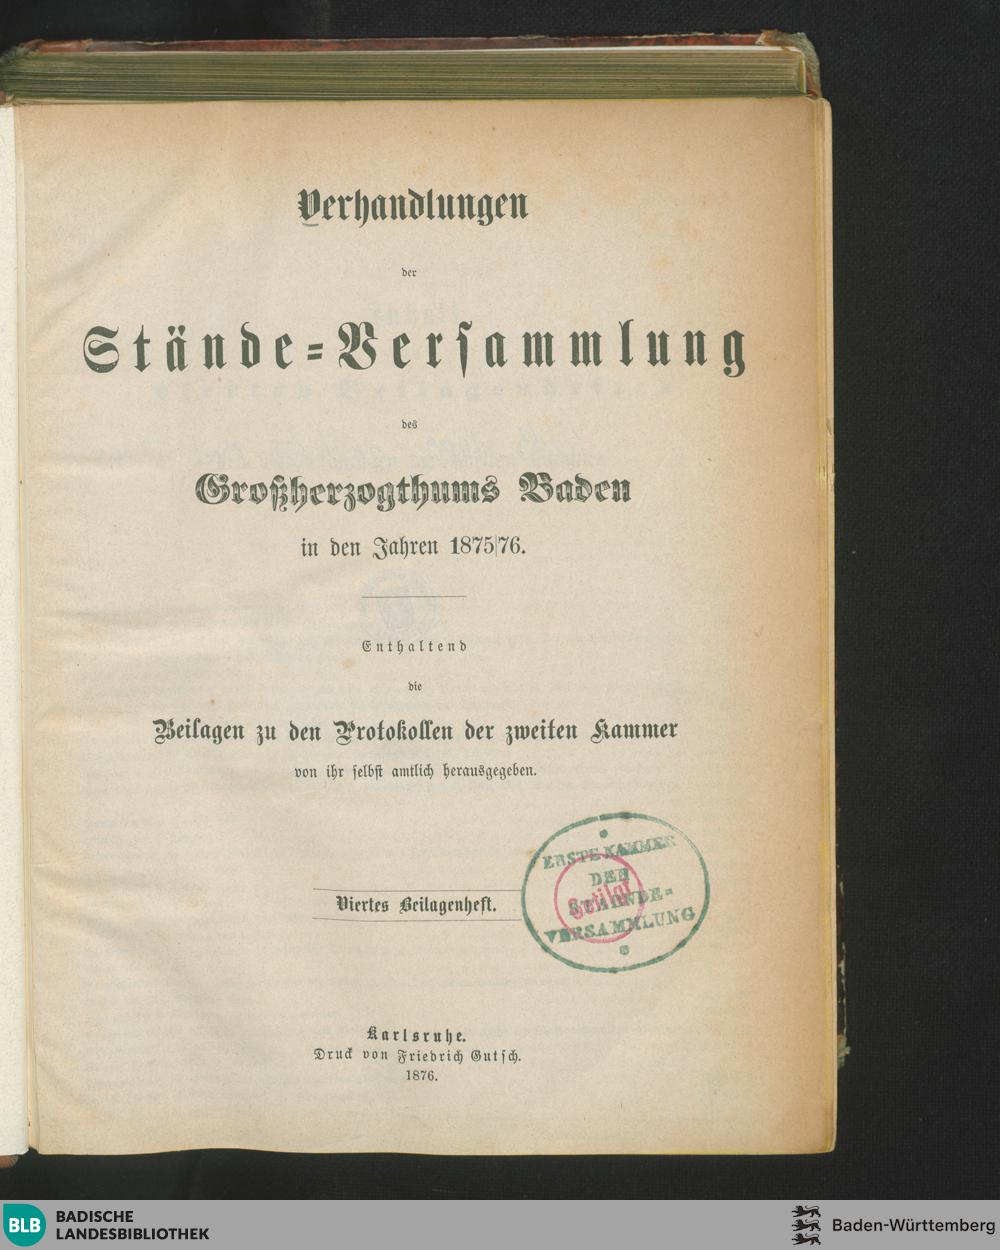 Verhandlungen
der
Stände=Versammlung
des
Großherzogthums Baden
in den Jahren 1875|76.
Enthaltend
die
Beilagen zu den Protokollen der zweiten Kammer
von ihr selbst amtlich herausgegeben.
Viertes Beilagenheft.
ERSTE KAMMER
DER
STAENDE=
VERSAMMLUNG
Getilgt
Karlsruhe.
Druck von Friedrich Gutsch.
1876.
BLB
BADISCHE
LANDESBIBLIOTHEK
Baden-Württemberg